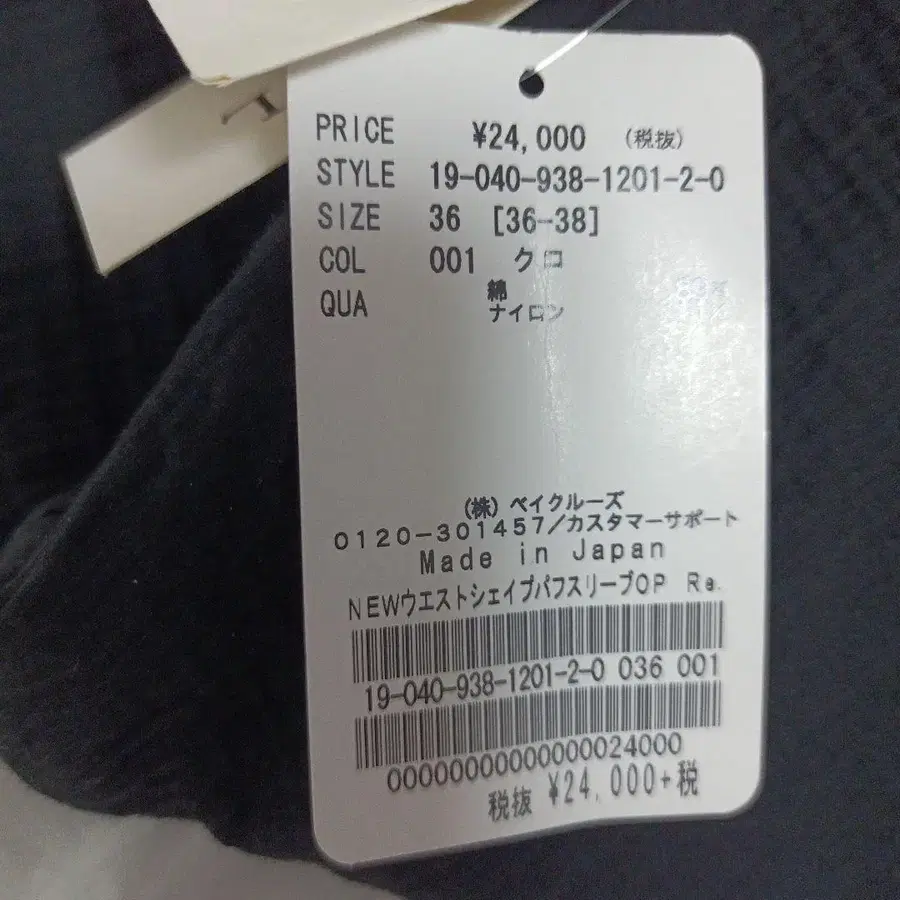 PRICE ¥24,000 (税抜)
STYLE 19-040-938-1201-2-0
SIZE 36 [36-38]
COL 001 クロ
QUA 綿
ナイロン
(株) ベイクルーズ
0120-301457/カスタマーサポート
Made in Japan
NEWウエストシェイプパフスリーブOP Re.
19-040-938-1201-2-0 036 001
00000000000000024000
税抜 ¥24,000+税